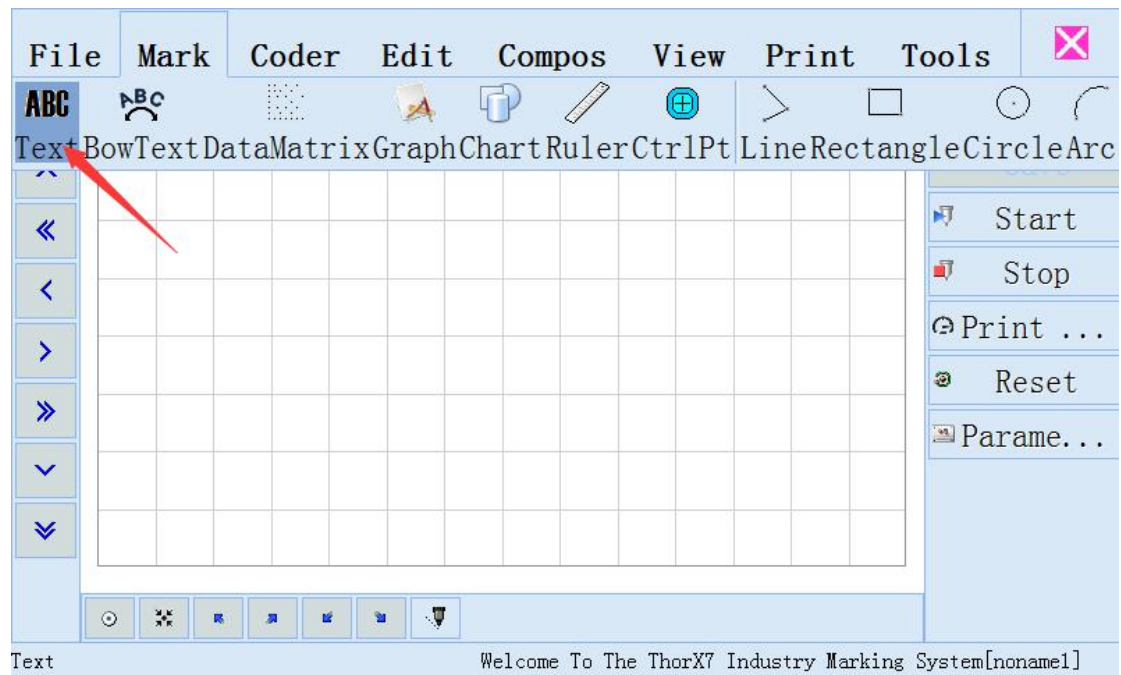 File Mark Coder Edit Compos View Print Tools
ABC ABC
Text BowText DataMatrix Graph Chart Ruler CtrlPt Line Rectangle Circle Arc
Start
Stop
Print ...
Reset
Parame...
Text Welcome To The ThorX7 Industry Marking System[noname1]